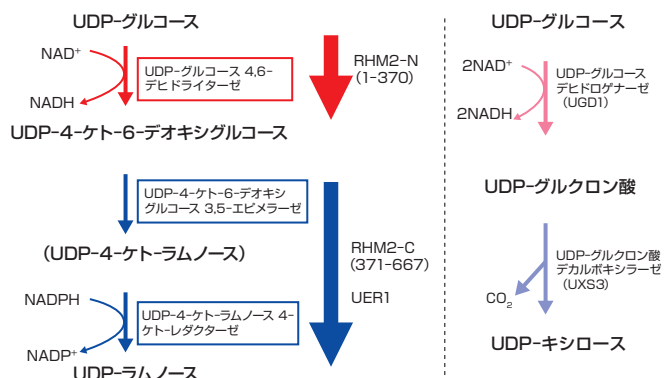 UDP-グルコース
NAD⁺
NADH
UDP-グルコース 4,6-
デヒドライターゼ
RHM2-N
(1-370)
UDP-4-ケト-6-デオキシグルコース
UDP-4-ケト-6-デオキシ
グルコース 3,5-エピメラーゼ
(UDP-4-ケト-ラムノース)
RHM2-C
(371-667)
UER1
NADPH
NADP⁺
UDP-4-ケト-ラムノース 4-
ケト-レダクターゼ
UDP-ラムノース
UDP-グルコース
2NAD⁺
2NADH
UDP-グルコース
デヒドロゲナーゼ
(UGD1)
UDP-グルクロン酸
UDP-グルクロン酸
デカルボキシラーゼ
(UXS3)
CO₂
UDP-キシロース